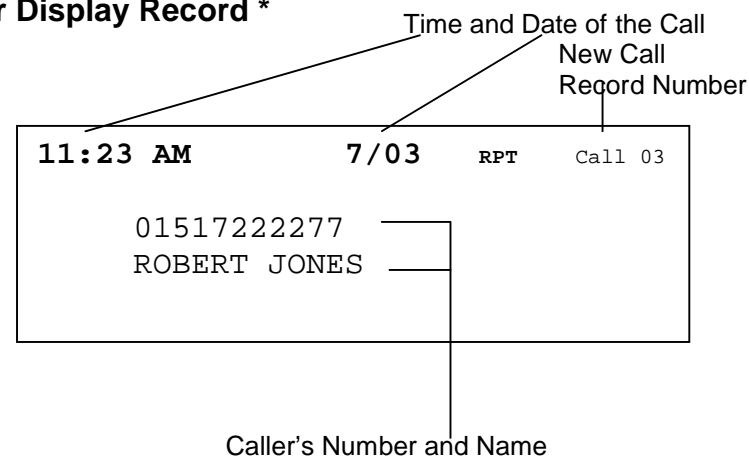 r Display Record *
Time and Date of the Call
New Call
Record Number
11:23 AM 7/03 RPT Call 03
01517222277
ROBERT JONES
Caller's Number and Name